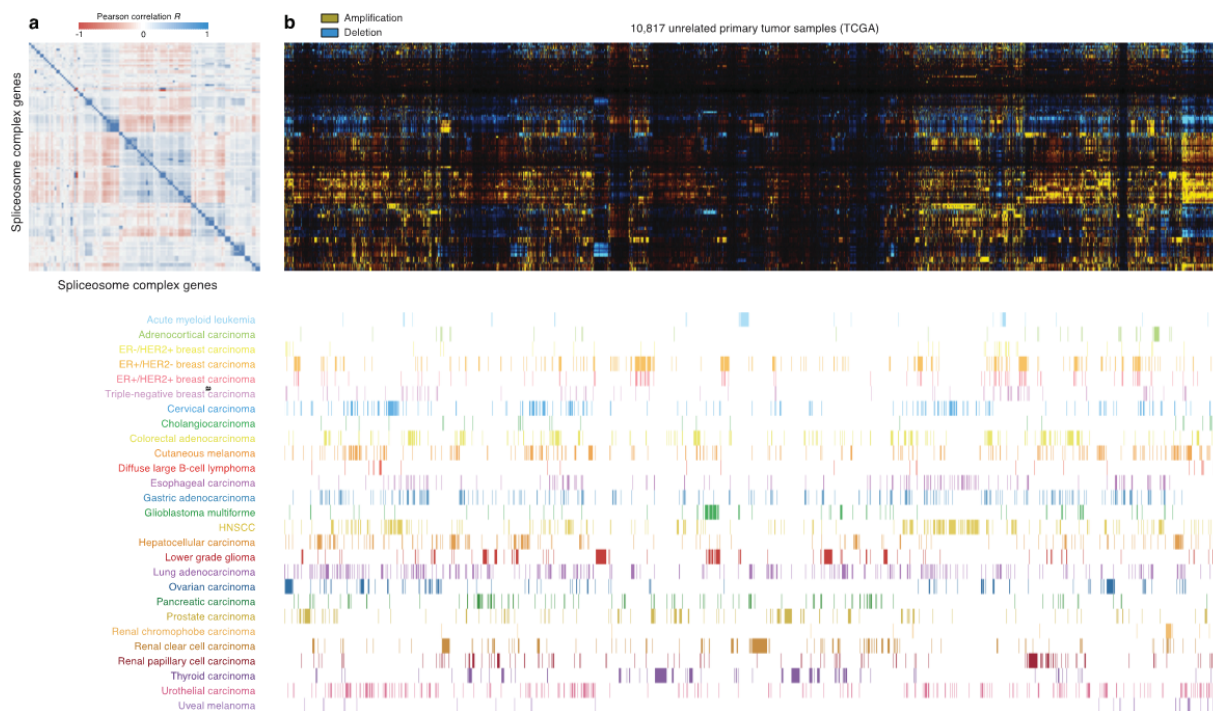 a
Pearson correlation R
-1
0
1
Spliceosome complex genes
Spliceosome complex genes
b
Amplification
Deletion
10,817 unrelated primary tumor samples (TCGA)
Acute myeloid leukemia
Adrenocortical carcinoma
ER-/HER2+ breast carcinoma
ER+/HER2- breast carcinoma
ER+/HER2+ breast carcinoma
Triple-negative breast carcinoma
Cervical carcinoma
Cholangiocarcinoma
Colorectal adenocarcinoma
Cutaneous melanoma
Diffuse large B-cell lymphoma
Esophageal carcinoma
Gastric adenocarcinoma
Glioblastoma multiforme
HNSCC
Hepatocellular carcinoma
Lower grade glioma
Lung adenocarcinoma
Ovarian carcinoma
Pancreatic carcinoma
Prostate carcinoma
Renal chromophobe carcinoma
Renal clear cell carcinoma
Renal papillary cell carcinoma
Thyroid carcinoma
Urothelial carcinoma
Uveal melanoma